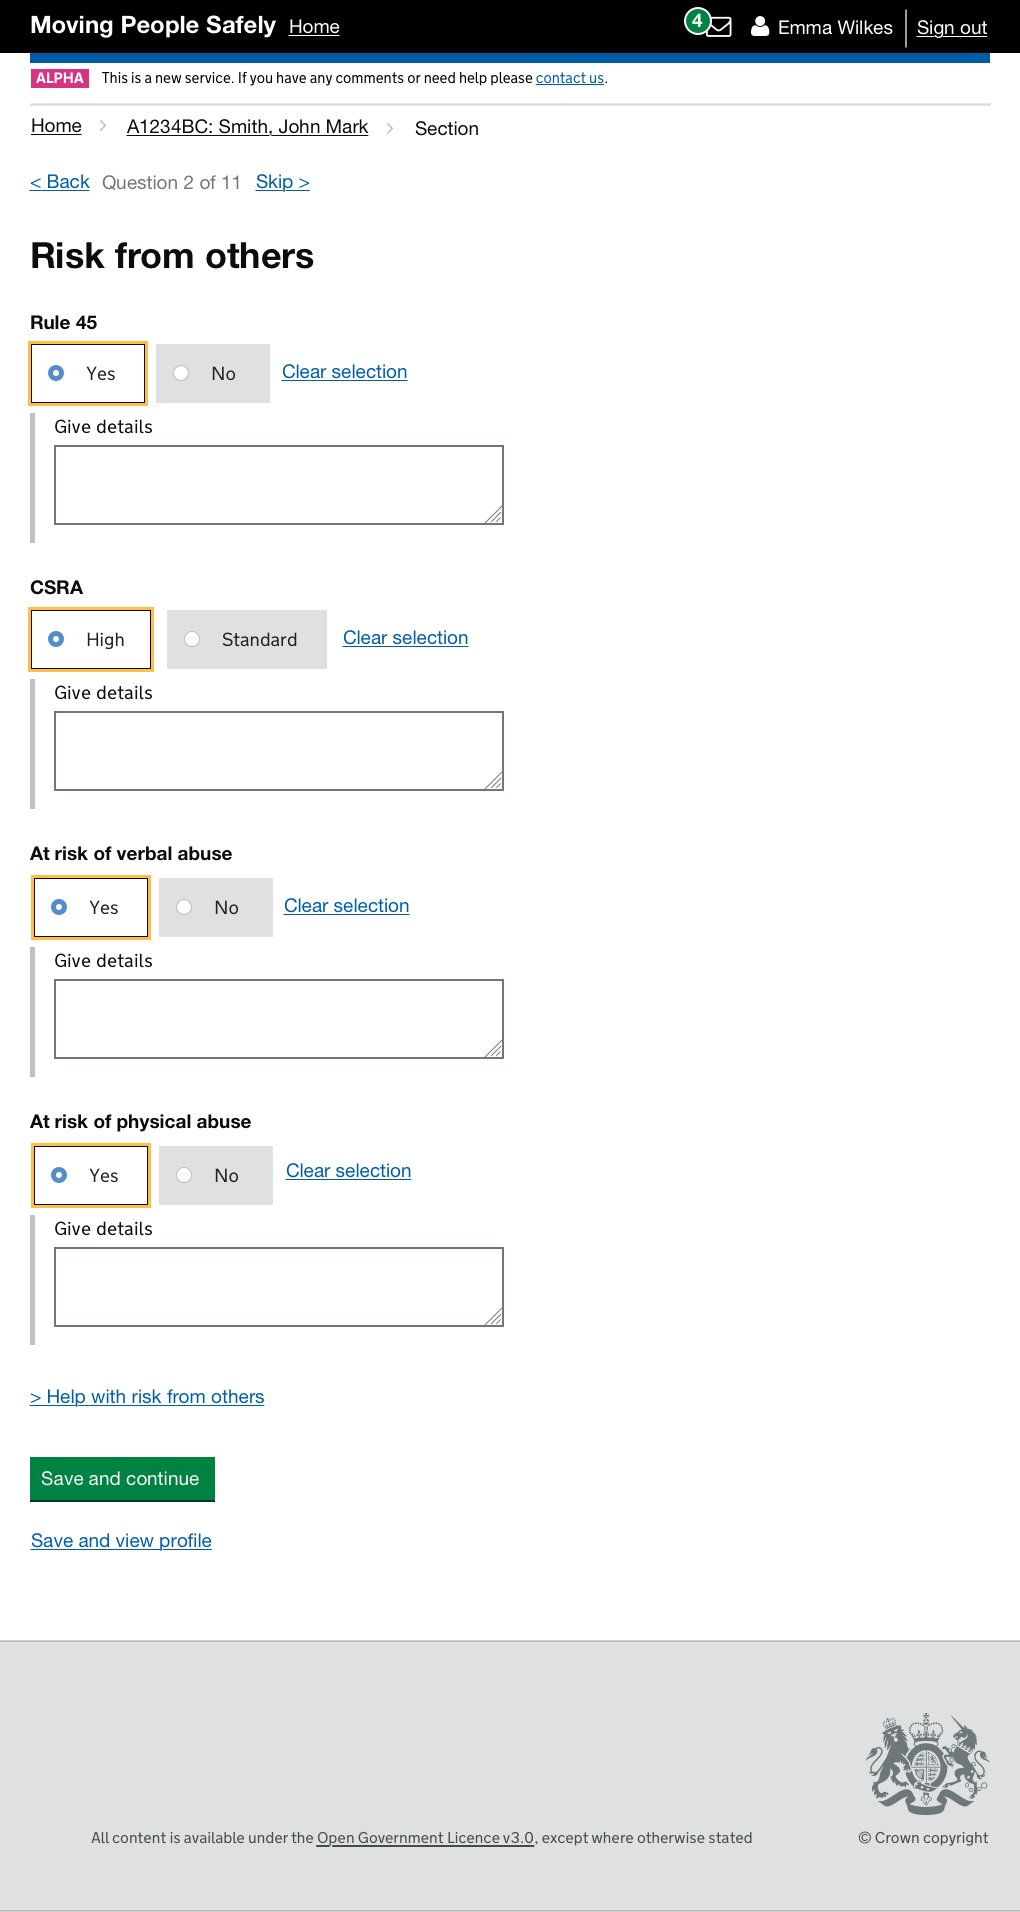 Moving People Safely Home 4 Emma Wilkes Sign out
ALPHA This is a new service. If you have any comments or need help please contact us.
Home > A1234BC: Smith, John Mark > Section
< Back Question 2 of 11 Skip >
Risk from others
Rule 45
Yes No Clear selection
Give details
CSRA
High Standard Clear selection
Give details
At risk of verbal abuse
Yes No Clear selection
Give details
At risk of physical abuse
Yes No Clear selection
Give details
> Help with risk from others
Save and continue
Save and view profile
All content is available under the Open Government Licence v3.0, except where otherwise stated © Crown copyright